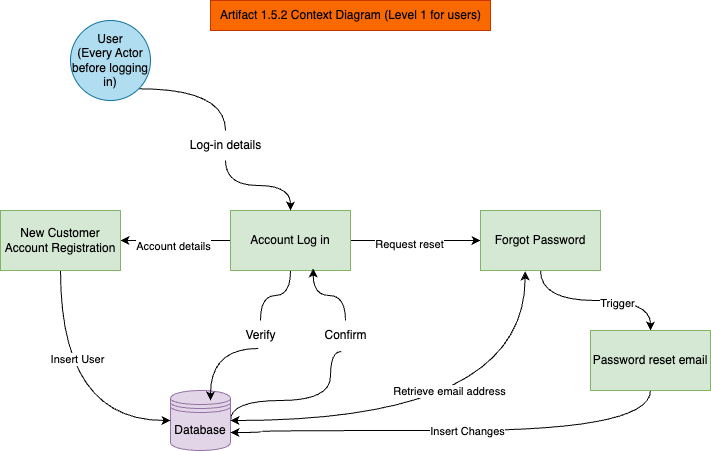 Artifact 1.5.2 Context Diagram (Level 1 for users)
User
(Every Actor
before logging
in)
Log-in details
New Customer
Account Registration
Account details
Account Log in
Request reset
Forgot Password
Trigger
Verify
Confirm
Insert User
Password reset email
Retrieve email address
Database
Insert Changes